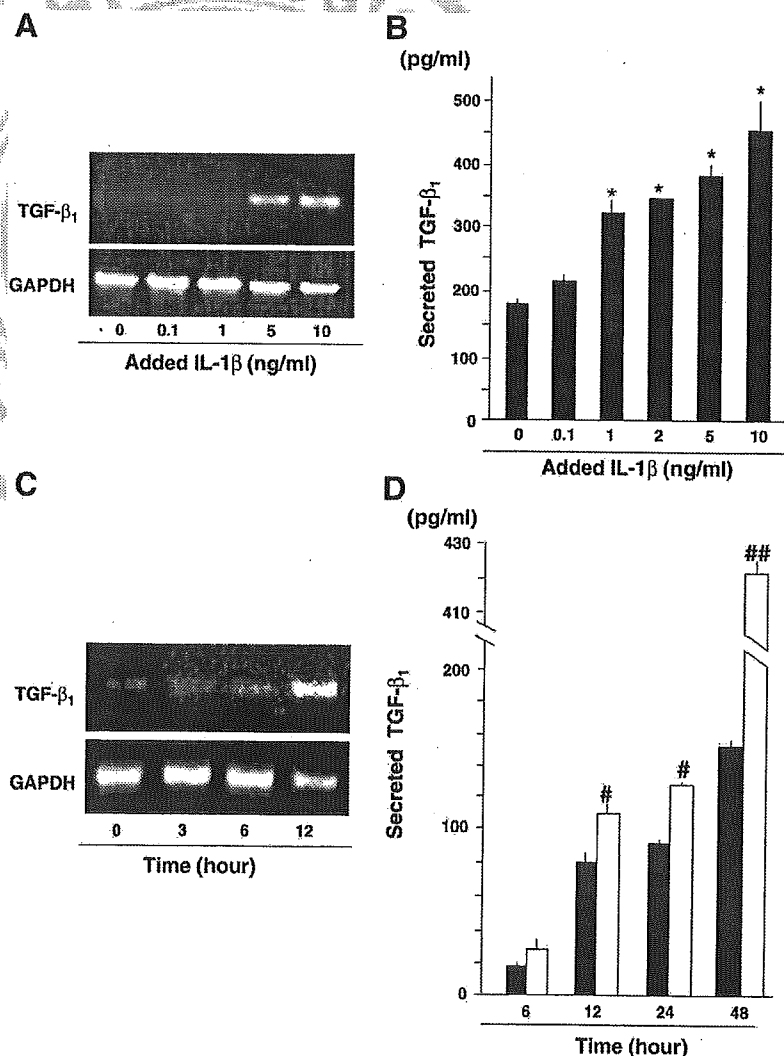 A
TGF-β₁
GAPDH
0 0.1 1 5 10
Added IL-1β (ng/ml)
B
(pg/ml)
500
400
300
200
100
0
Secreted TGF-β₁
* * * * *
0 0.1 1 2 5 10
Added IL-1β (ng/ml)
C
TGF-β₁
GAPDH
0 3 6 12
Time (hour)
D
(pg/ml)
430
410
200
100
0
Secreted TGF-β₁
# # ##
6 12 24 48
Time (hour)